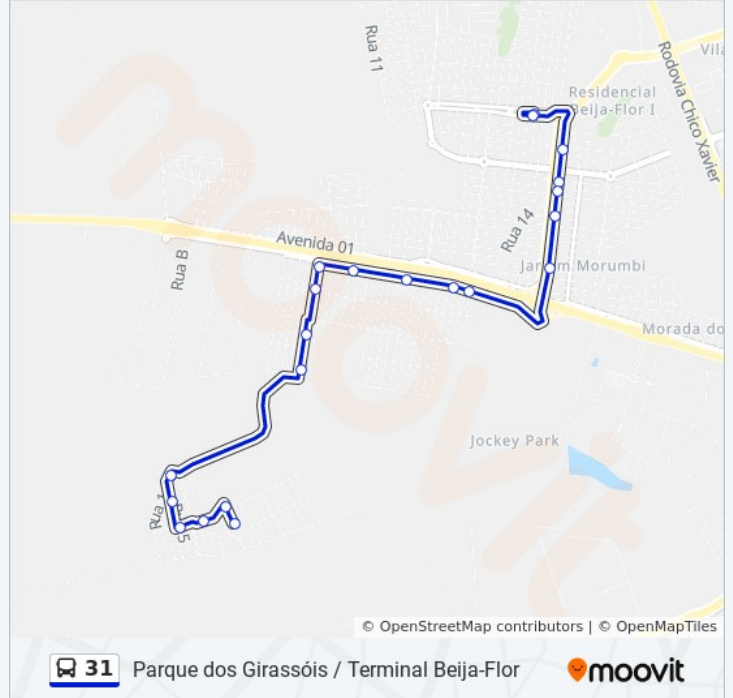 Rua 11
Vila
Rodovia Chico Xavier
Residencial
Beija-Flor I
Rua 14
Avenida 01
Rua B
Jardim Morumbi
Morada do
Jockey Park
moovit
© OpenStreetMap contributors | © OpenMapTiles
31 Parque dos Girassóis / Terminal Beija-Flor
moovit